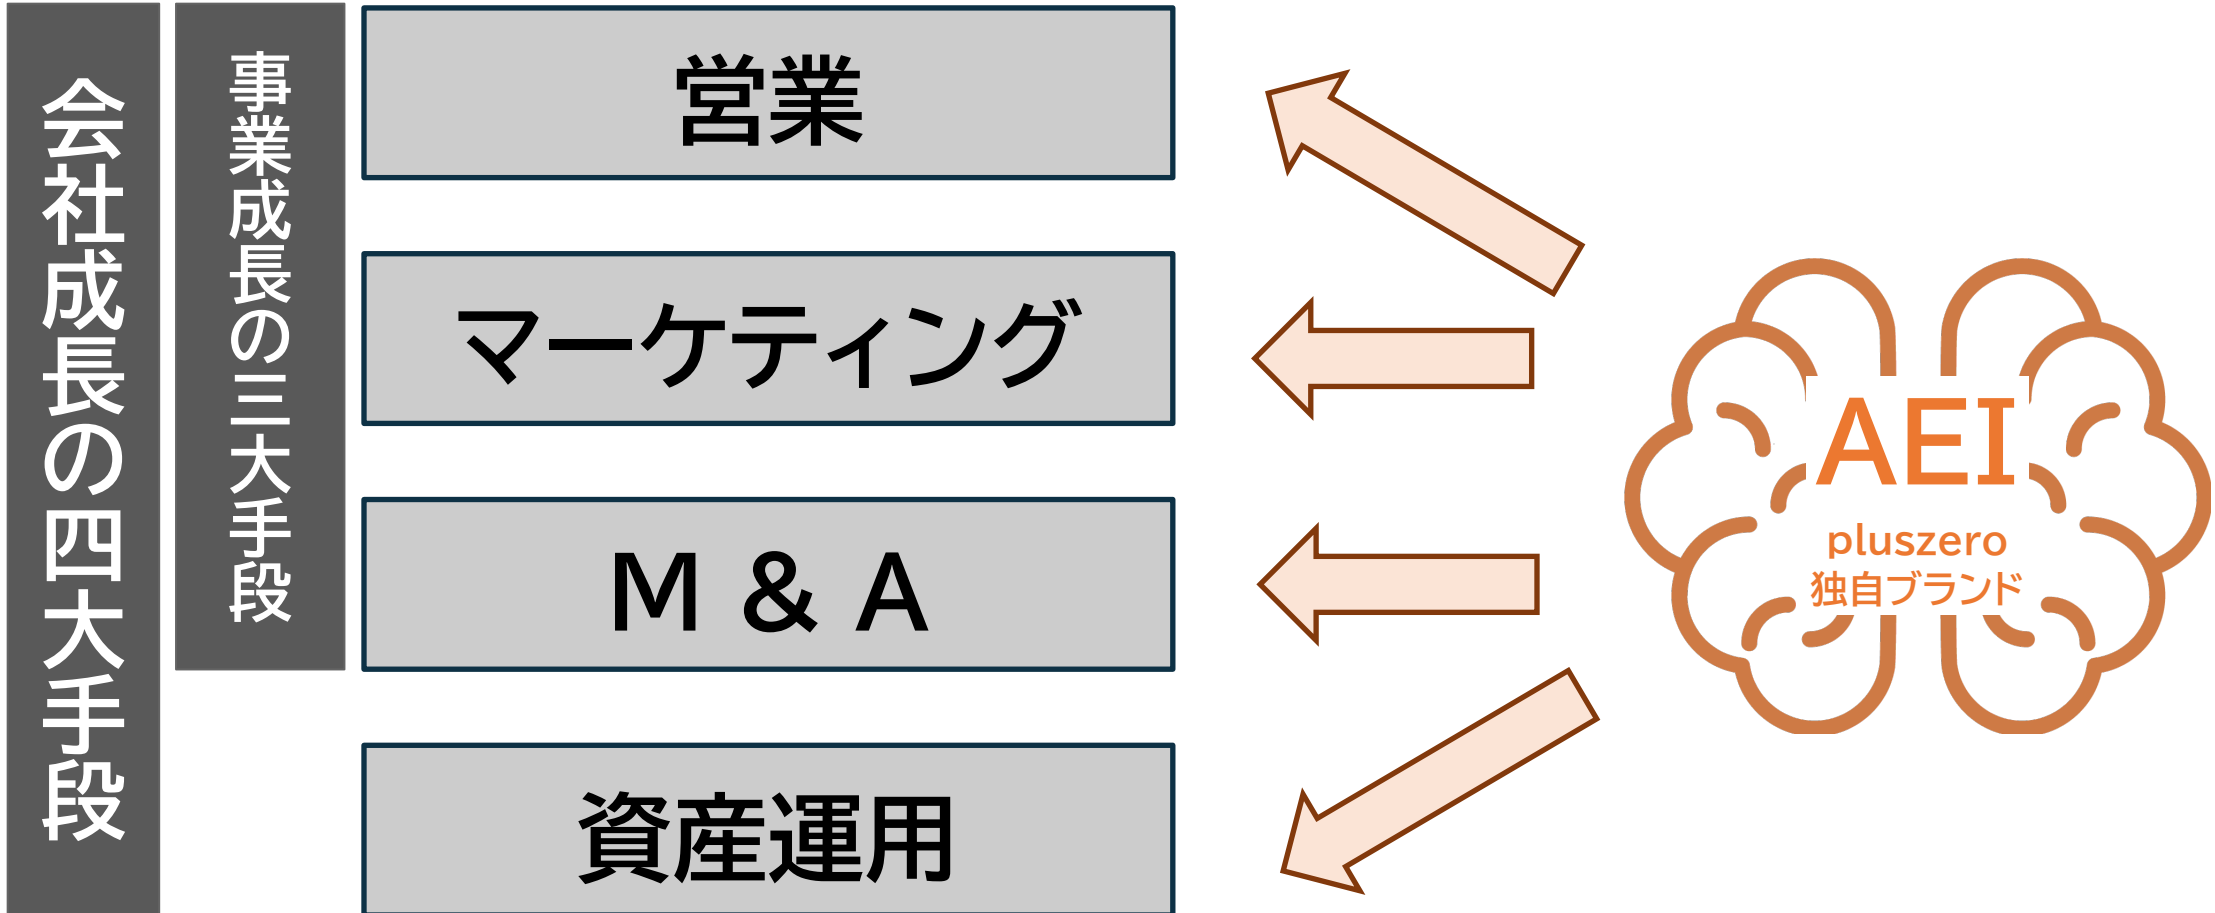 会社成長の四大手段
事業成長の三大手段
営業
マーケティング
M & A
資産運用
AEI
pluszero
独自ブランド